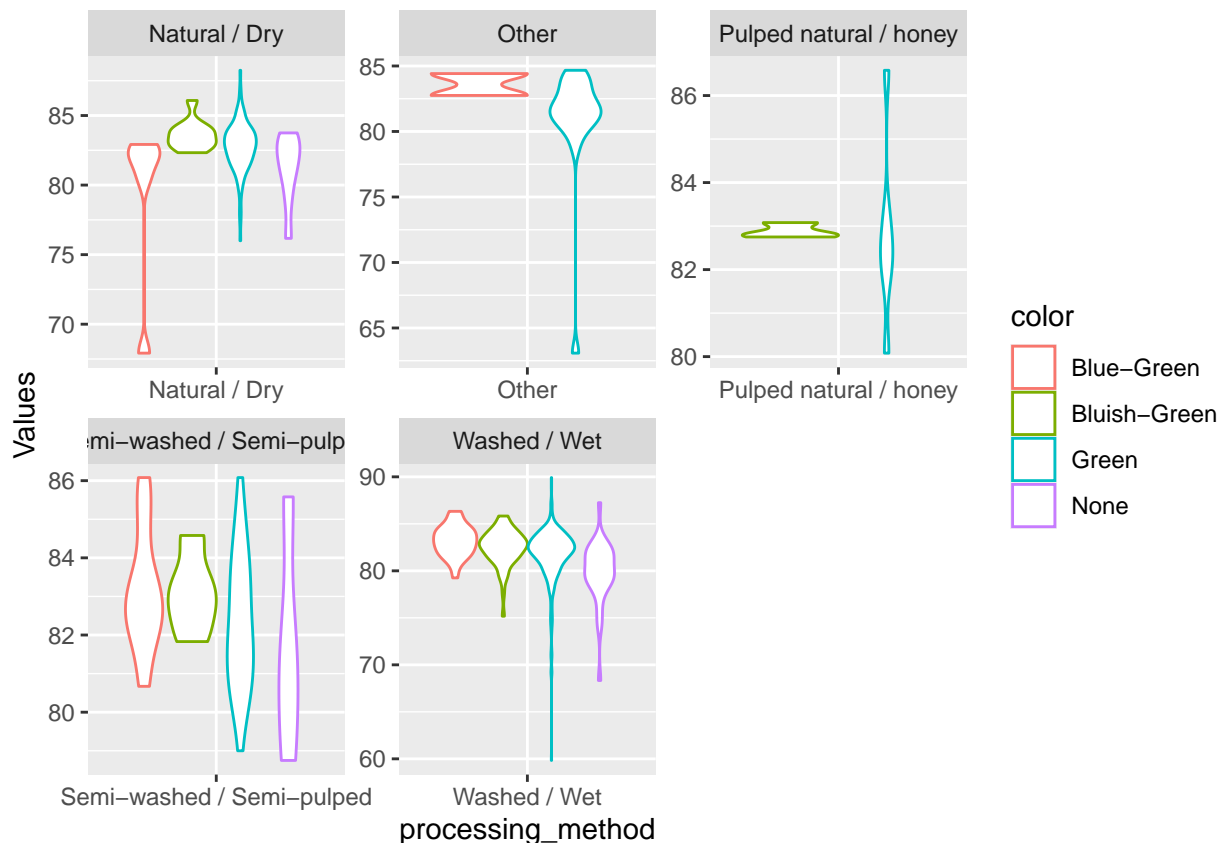 Natural / Dry
Other
Pulped natural / honey
85
80
75
70
85
80
75
70
65
86
84
82
80
Natural / Dry
Other
Pulped natural / honey
Values
emi−washed / Semi−pulp
Washed / Wet
86
84
82
80
90
80
70
60
Semi−washed / Semi−pulped
Washed / Wet
processing_method
color
Blue−Green
Bluish−Green
Green
None